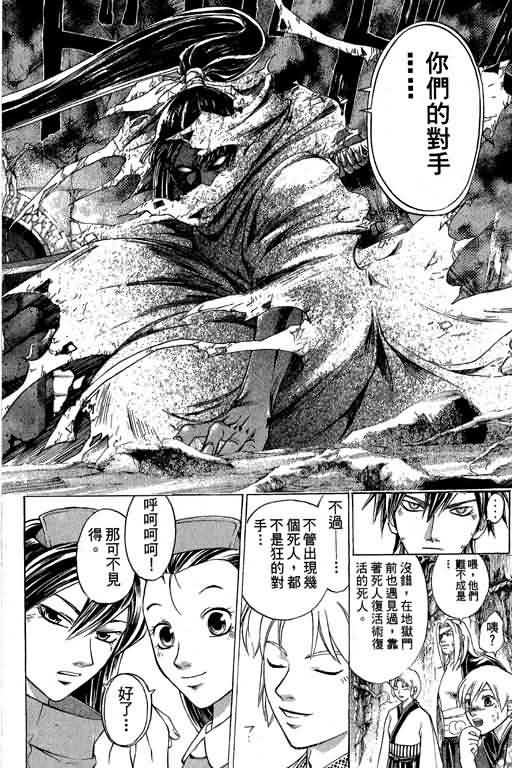 你們的對手
⋯⋯
⋯
喂,他們
難不成是
⋯
咦?
沒錯,在地獄門
前也遇見過,靠
著死人復活術復
活的死人。
不過⋯
不管出現幾
個死人,都
不是狂的對
手⋯
呼呵呵呵!
那可不見
得。
好了⋯